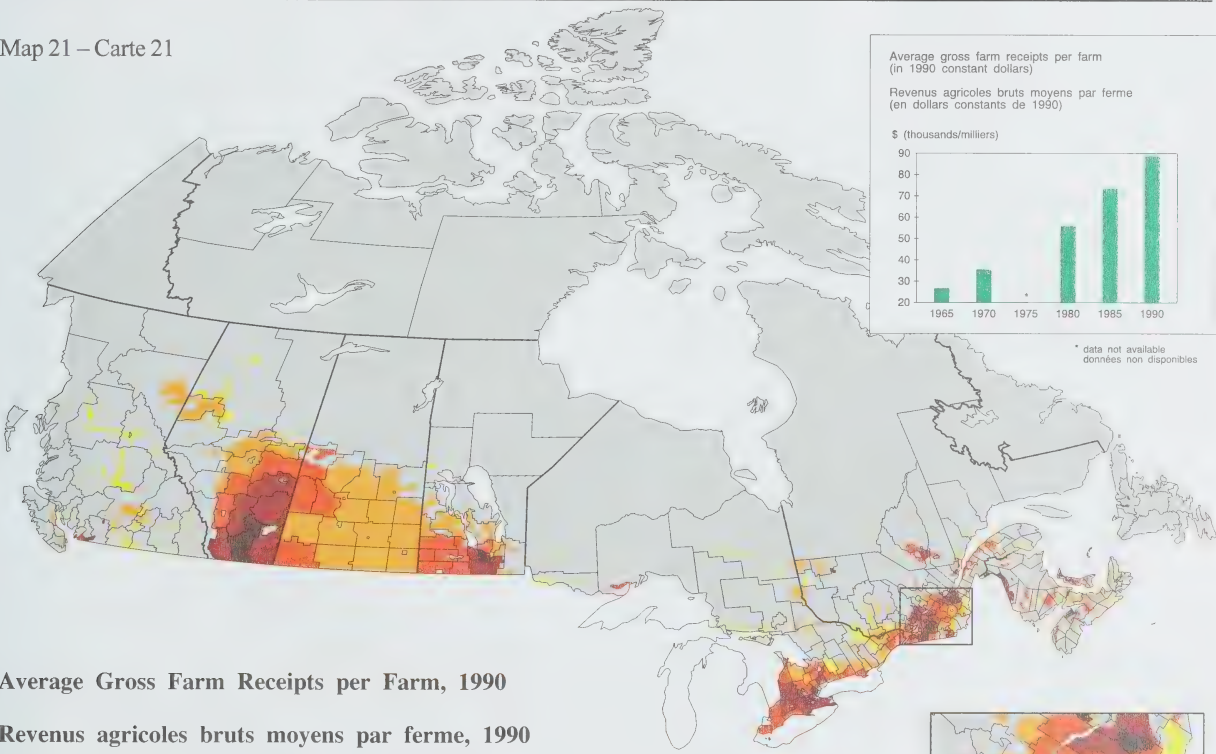 Map 21 – Carte 21
Average gross farm receipts per farm
(in 1990 constant dollars)
Revenus agricoles bruts moyens par ferme
(en dollars constants de 1990)
$ (thousands/milliers)
90
80
70
60
50
40
30
20
*
1965 1970 1975 1980 1985 1990
* data not available
données non disponibles
Average Gross Farm Receipts per Farm, 1990
Revenus agricoles bruts moyens par ferme, 1990